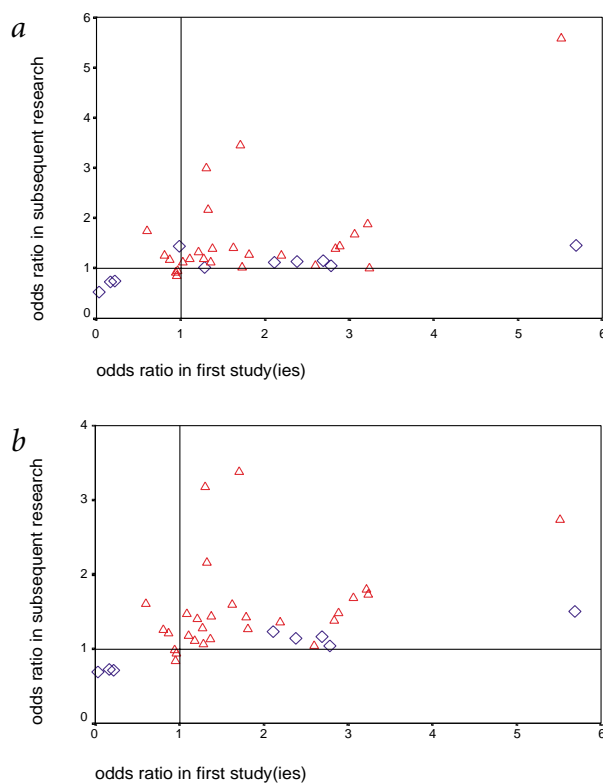 a
6
5
4
3
2
1
0
odds ratio in subsequent research
0 1 2 3 4 5 6
odds ratio in first study(ies)
b
4
3
2
1
0
odds ratio in subsequent research
0 1 2 3 4 5 6
odds ratio in first study(ies)